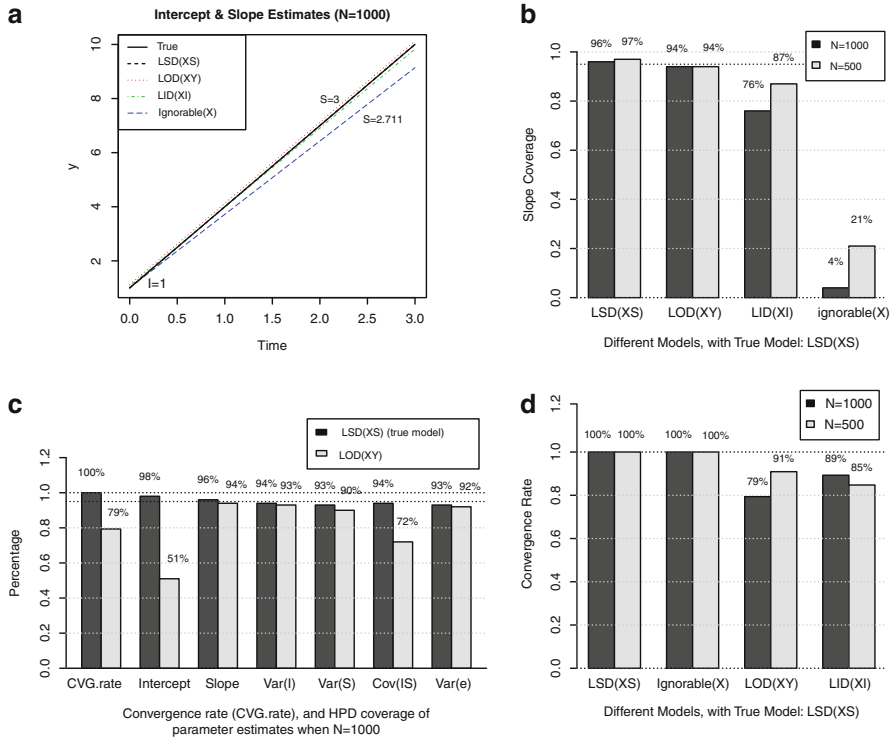 a
Intercept & Slope Estimates (N=1000)
True
LSD(XS)
LOD(XY)
LID(XI)
Ignorable(X)
S=3
S=2.711
I=1
y
2
4
6
8
10
0.0 0.5 1.0 1.5 2.0 2.5 3.0
Time
b
N=1000
N=500
96% 97% 94% 94% 76% 87% 4% 21%
Slope Coverage
0.0 0.2 0.4 0.6 0.8 1.0
LSD(XS) LOD(XY) LID(XI) ignorable(X)
Different Models, with True Model: LSD(XS)
c
LSD(XS) (true model)
LOD(XY)
100% 79% 98% 51% 96% 94% 94% 93% 93% 90% 94% 72% 93% 92%
Percentage
0.0 0.2 0.4 0.6 0.8 1.0 1.2
CVG.rate Intercept Slope Var(I) Var(S) Cov(IS) Var(e)
Convergence rate (CVG.rate), and HPD coverage of
parameter estimates when N=1000
d
N=1000
N=500
100% 100% 100% 100% 79% 91% 89% 85%
Convergence Rate
0.0 0.2 0.4 0.6 0.8 1.0 1.2
LSD(XS) Ignorable(X) LOD(XY) LID(XI)
Different Models, with True Model: LSD(XS)